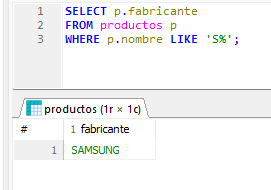 1 SELECT p.fabricante
2 FROM productos p
3 WHERE p.nombre LIKE 'S%';
productos (1r × 1c)
# 1 fabricante
1 SAMSUNG